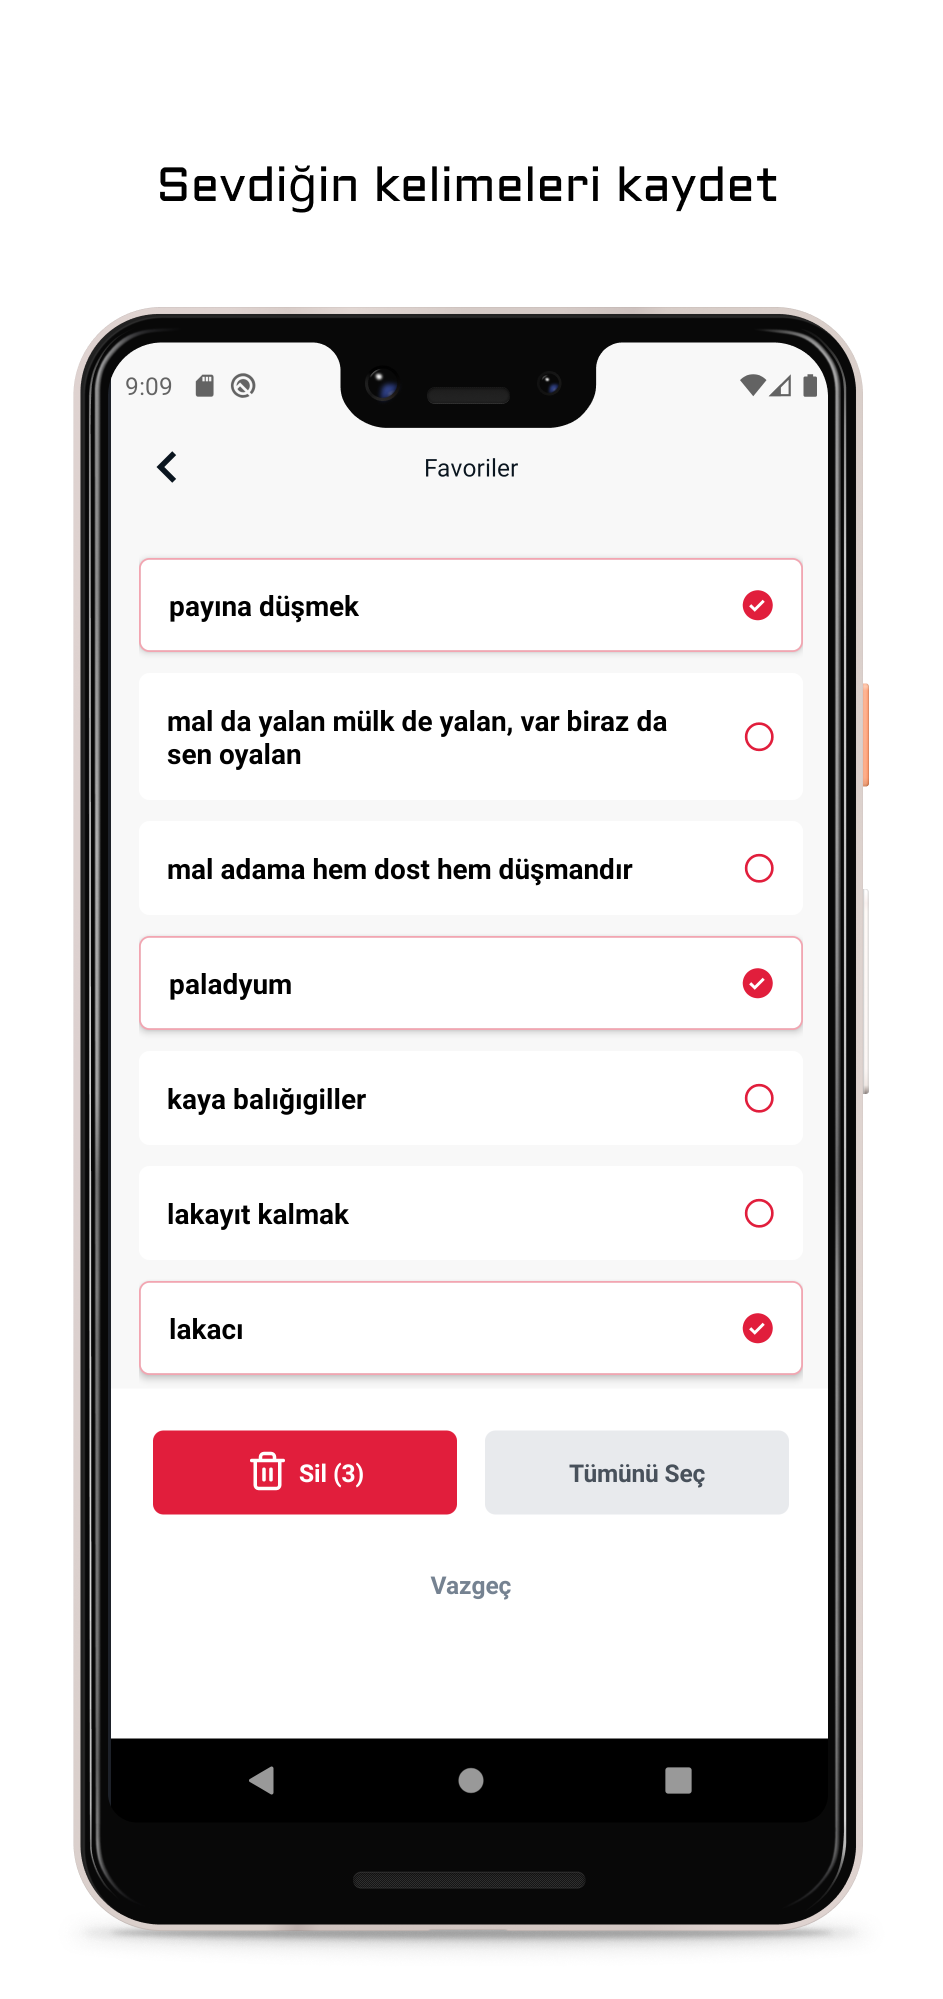 Sevdiğin kelimeleri kaydet
9:09
Favoriler
payına düşmek
mal da yalan mülk de yalan, var biraz da
sen oyalan
mal adama hem dost hem düşmandır
paladyum
kaya balığıgiller
lakayıt kalmak
lakacı
Sil (3)
Tümünü Seç
Vazgeç